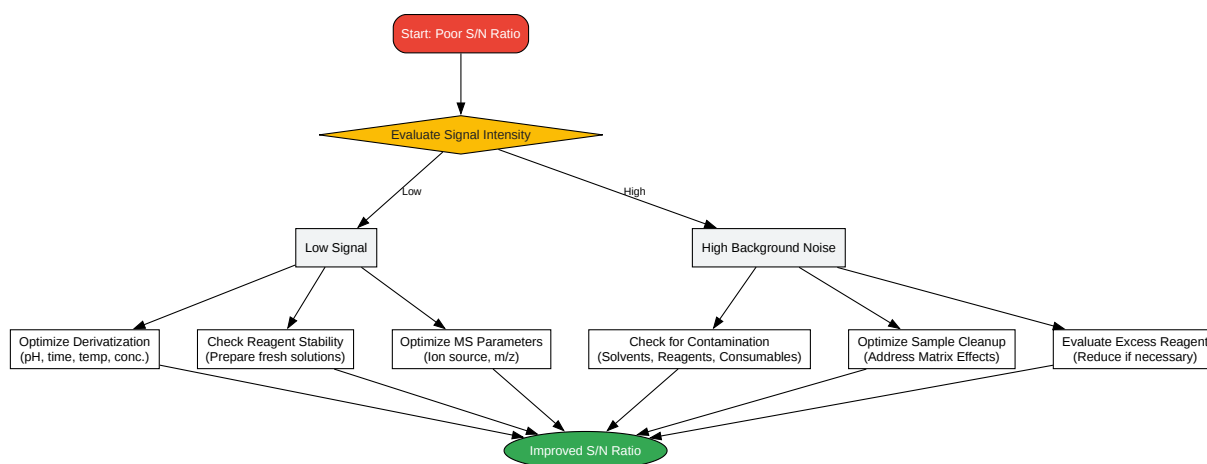 Start: Poor S/N Ratio
Evaluate Signal Intensity
Low
High
Low Signal
High Background Noise
Optimize Derivatization
(pH, time, temp, conc.)
Check Reagent Stability
(Prepare fresh solutions)
Optimize MS Parameters
(Ion source, m/z)
Check for Contamination
(Solvents, Reagents, Consumables)
Optimize Sample Cleanup
(Address Matrix Effects)
Evaluate Excess Reagent
(Reduce if necessary)
Improved S/N Ratio